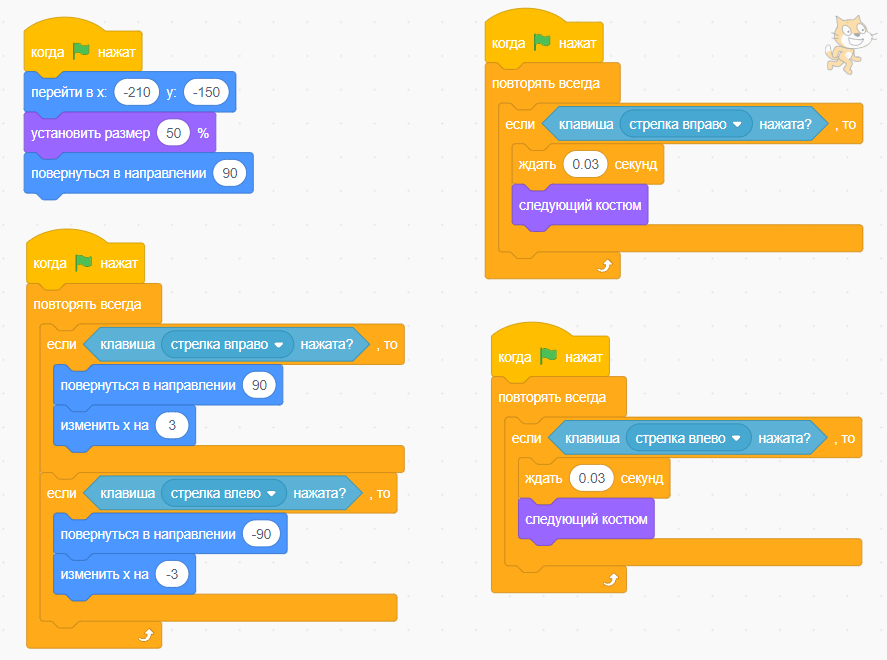 когда нажат
перейти в x: -210 y: -150
установить размер 50 %
повернуться в направлении 90
когда нажат
повторять всегда
если клавиша стрелка вправо нажата? , то
повернуться в направлении 90
изменить x на 3
если клавиша стрелка влево нажата? , то
повернуться в направлении -90
изменить x на -3
когда нажат
повторять всегда
если клавиша стрелка вправо нажата? , то
ждать 0.03 секунд
следующий костюм
когда нажат
повторять всегда
если клавиша стрелка влево нажата? , то
ждать 0.03 секунд
следующий костюм